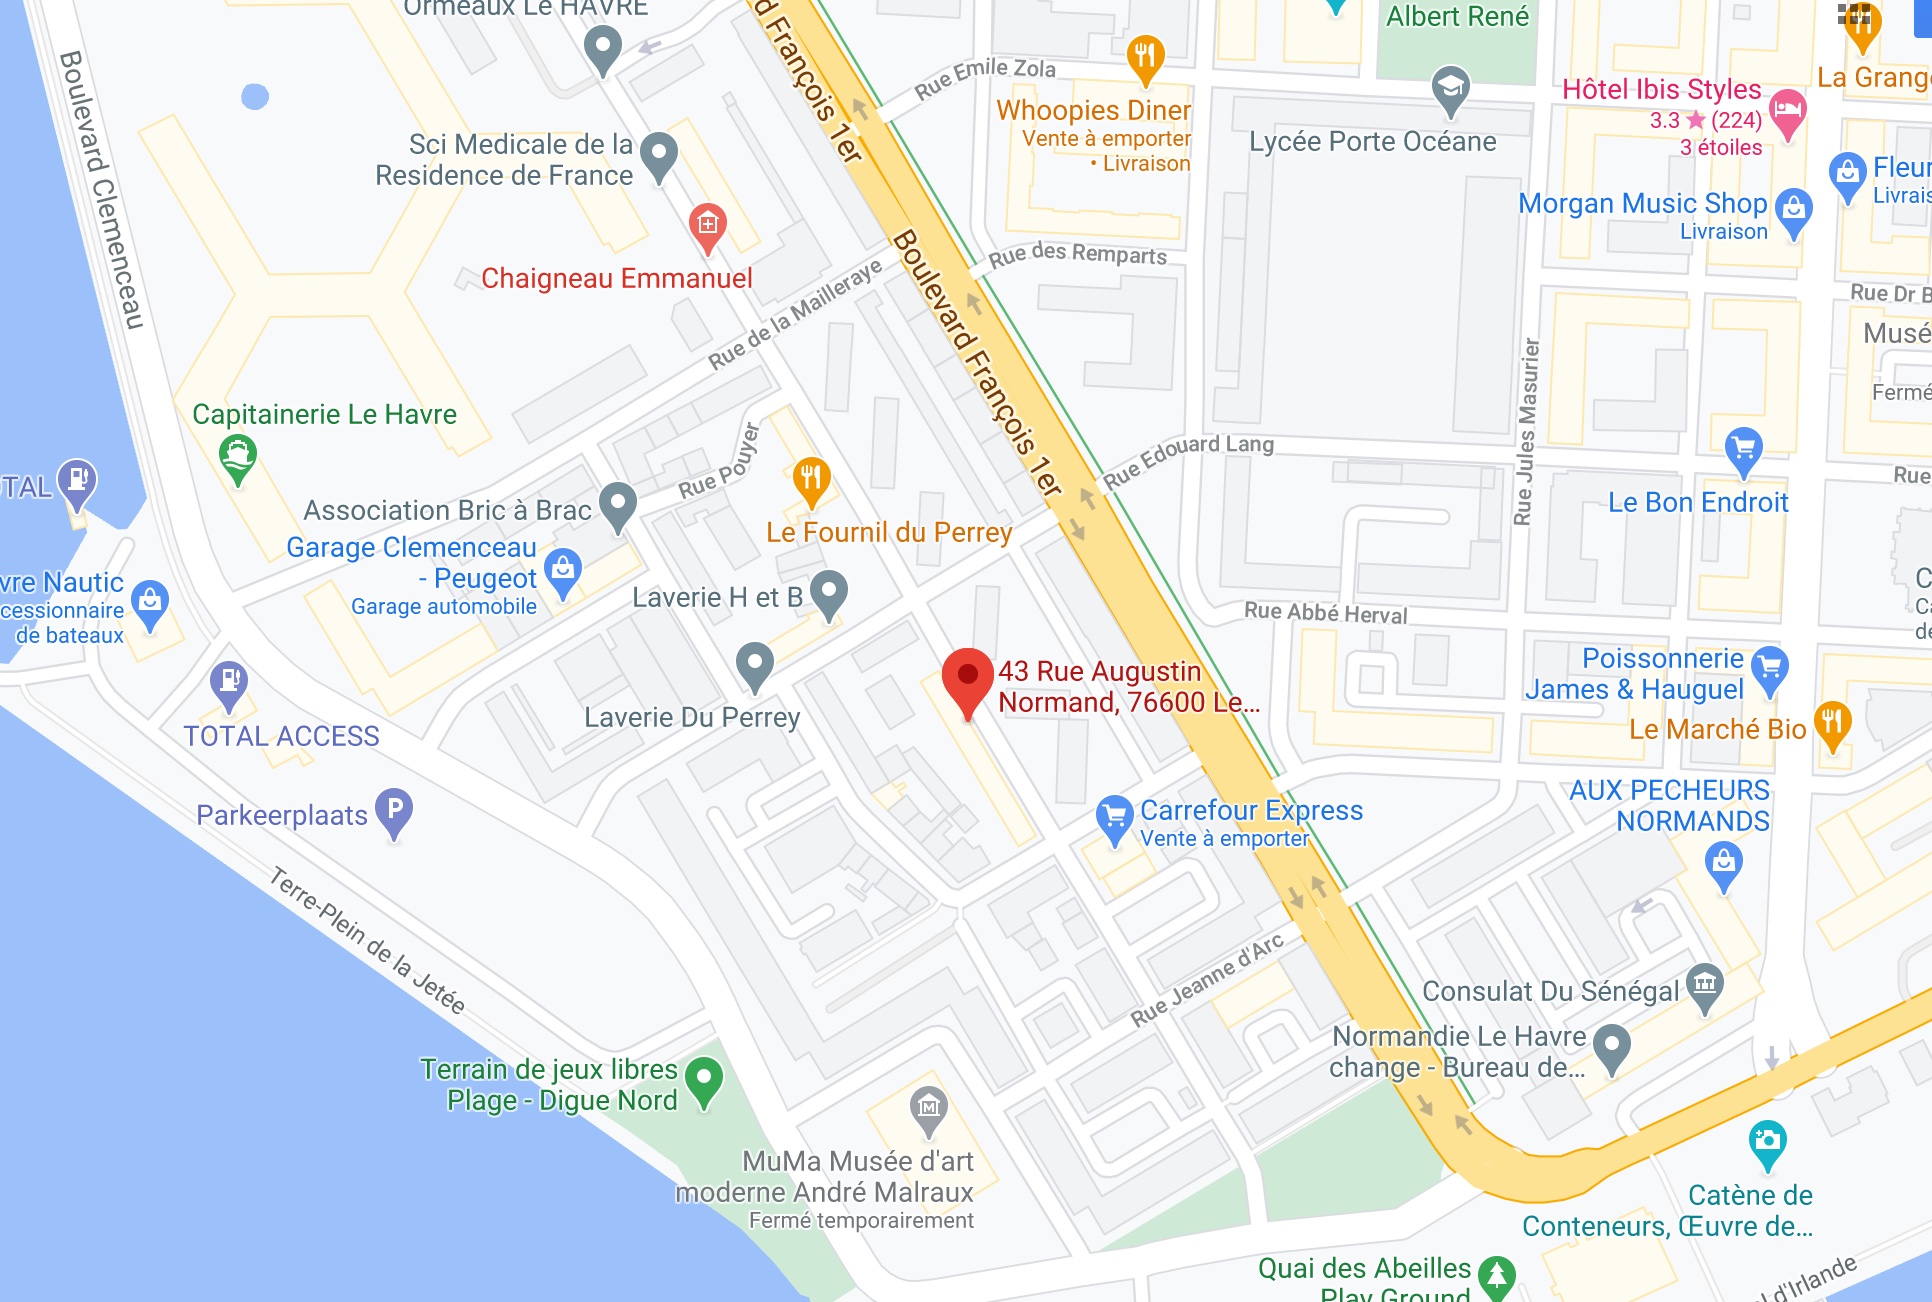 Ormeaux Le HAVRE
Albert René
d François 1er
Boulevard Clemenceau
Rue Emile Zola
Whoopies Diner
Vente à emporter
• Livraison
Lycée Porte Océane
Hôtel Ibis Styles
3.3 ★ (224)
3 étoiles
La Grang
Sci Medicale de la
Residence de France
Morgan Music Shop
Livraison
Fleur
Livrais
Chaigneau Emmanuel
Rue de la Mailleraye
Boulevard François 1er
Rue des Remparts
Rue Dr B
Musé
Fermé
Capitainerie Le Havre
Rue Jules Masurier
Rue Pouyer
Rue Edouard Lang
Rue
TOTAL
Association Bric à Brac
Le Fournil du Perrey
Le Bon Endroit
Garage Clemenceau
- Peugeot
Garage automobile
vre Nautic
cessionnaire
de bateaux
Laverie H et B
Rue Abbé Herval
C
Ca
de
43 Rue Augustin
Normand, 76600 Le...
Poissonnerie
James & Hauguel
Laverie Du Perrey
TOTAL ACCESS
Le Marché Bio
Parkeerplaats
P
Carrefour Express
Vente à emporter
AUX PECHEURS
NORMANDS
Terre-Plein de la Jetée
Rue Jeanne d'Arc
Consulat Du Sénégal
Normandie Le Havre
change - Bureau de...
Terrain de jeux libres
Plage - Digue Nord
M
MuMa Musée d'art
moderne André Malraux
Fermé temporairement
Catène de
Conteneurs, Œuvre de...
Quai des Abeilles
Play Ground
d'Irlande